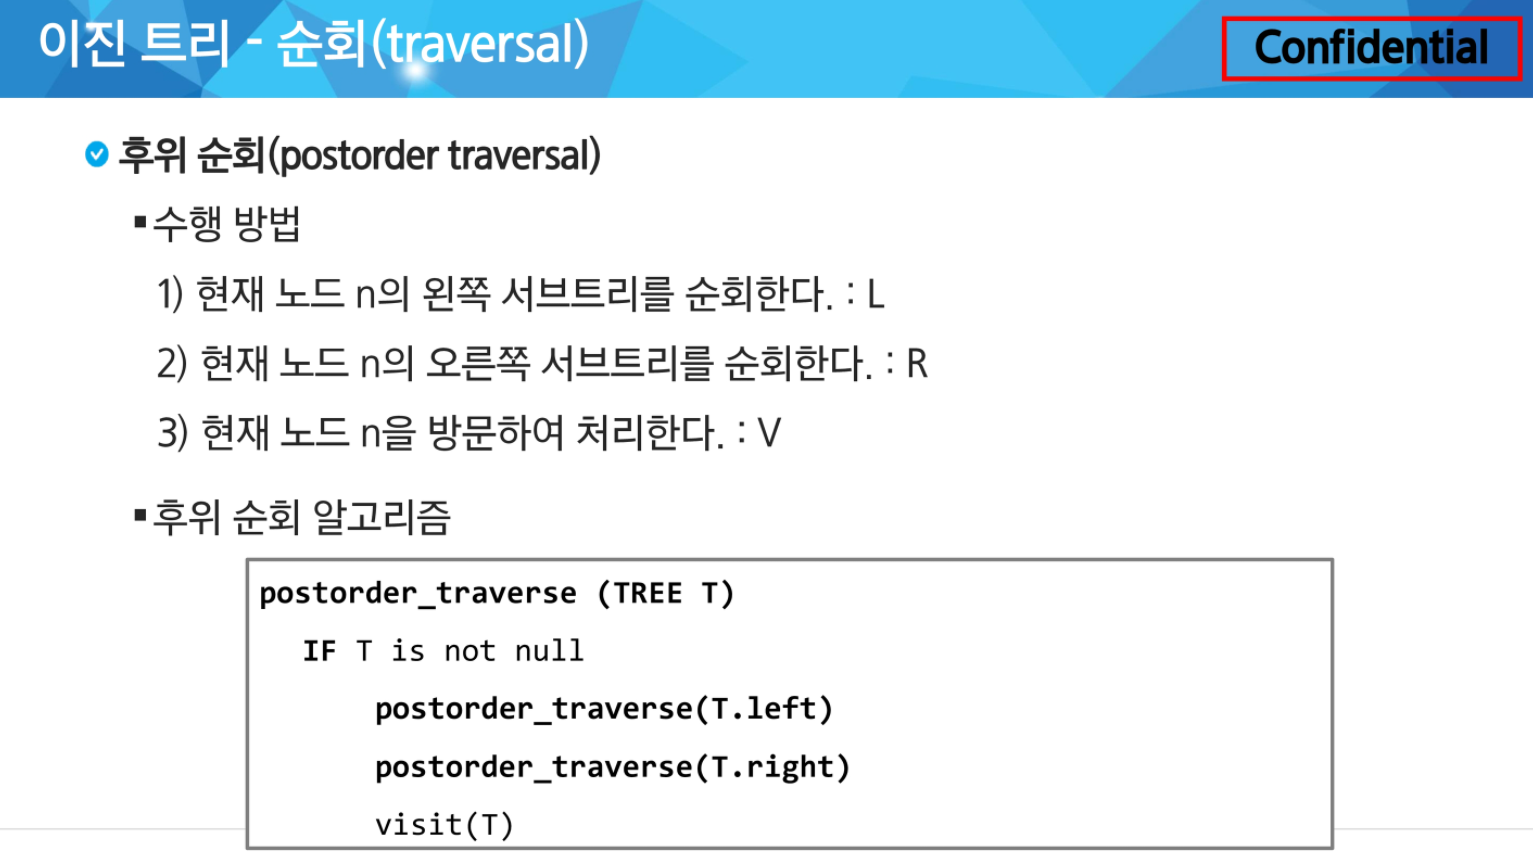 이진 트리 - 순회(traversal)
Confidential
후위 순회(postorder traversal)
▪수행 방법
1) 현재 노드 n의 왼쪽 서브트리를 순회한다. : L
2) 현재 노드 n의 오른쪽 서브트리를 순회한다. : R
3) 현재 노드 n을 방문하여 처리한다. : V
▪후위 순회 알고리즘
postorder_traverse (TREE T)
IF T is not null
postorder_traverse(T.left)
postorder_traverse(T.right)
visit(T)